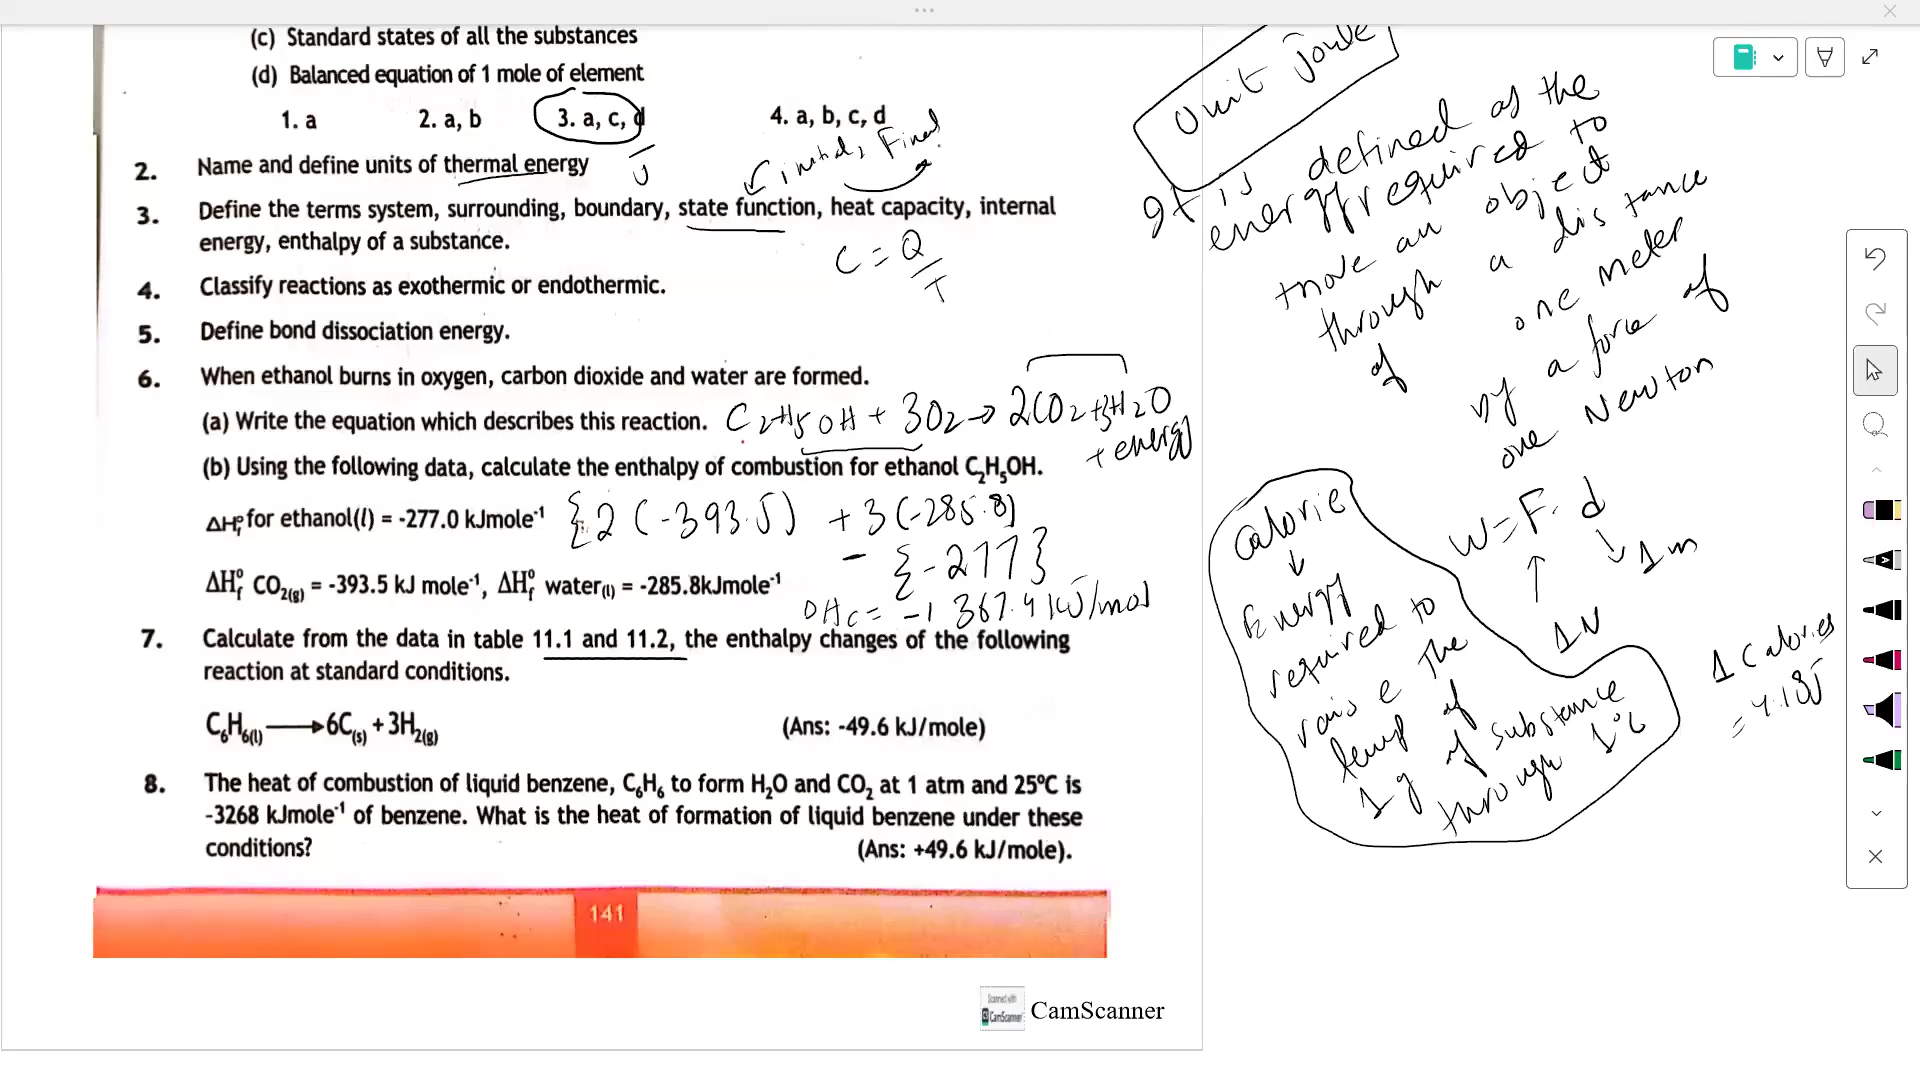 (c) Standard states of all the substances
(d) Balanced equation of 1 mole of element
1. a 2. a, b 3. a, c, d 4. a, b, c, d
J
initial, Final
2. Name and define units of thermal energy
3. Define the terms system, surrounding, boundary, state function, heat capacity, internal
energy, enthalpy of a substance.
C = Q
T
4. Classify reactions as exothermic or endothermic.
5. Define bond dissociation energy.
6. When ethanol burns in oxygen, carbon dioxide and water are formed.
(a) Write the equation which describes this reaction. C2H5OH + 3O2 → 2CO2 + 3H2O
+ energy
(b) Using the following data, calculate the enthalpy of combustion for ethanol C₂H₅OH.
ΔH°f for ethanol(l) = -277.0 kJmole⁻¹ {2 (-393.5) + 3(-285.8)
- {-277}
ΔH°f CO₂(g) = -393.5 kJ mole⁻¹, ΔH°f water(l) = -285.8kJmole⁻¹
ΔHc = -1367.4 kJ/mol
7. Calculate from the data in table 11.1 and 11.2, the enthalpy changes of the following
reaction at standard conditions.
C₆H₆(l) ⟶ 6C(s) + 3H₂(g) (Ans: -49.6 kJ/mole)
8. The heat of combustion of liquid benzene, C₆H₆ to form H₂O and CO₂ at 1 atm and 25°C is
-3268 kJmole⁻¹ of benzene. What is the heat of formation of liquid benzene under these
conditions? (Ans: +49.6 kJ/mole).
141
Scanned with
CS CamScanner
CamScanner
Unit Joule
It is defined as the
energy required to
move an object
through a distance
of one meter
by a force of
one Newton
W = F. d
1m
1N
Calorie
↓
Energy
required to
raise the
temp of
1 g of substance
through 1°C
1 Calories
= 4.18J